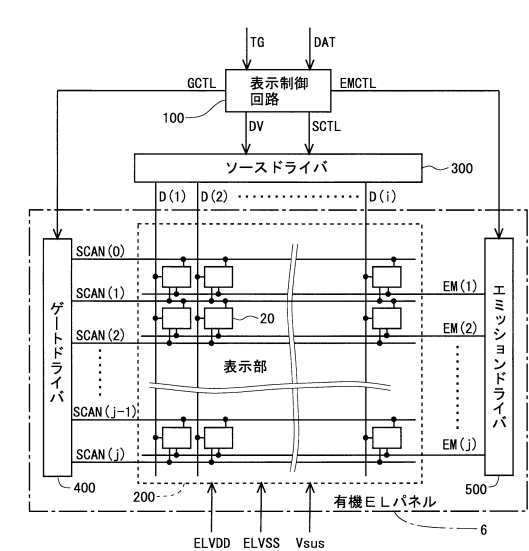 TG DAT
GCTL 表示制御回路 EMCTL
100
DV SCTL
ソースドライバ 300
D(1) D(2) D(i)
SCAN(0)
SCAN(1) EM(1)
20
SCAN(2) EM(2)
ゲートドライバ
表示部
エミッションドライバ
SCAN(j-1)
SCAN(j) EM(j)
400 200 500
有機ELパネル
6
ELVDD ELVSS Vsus